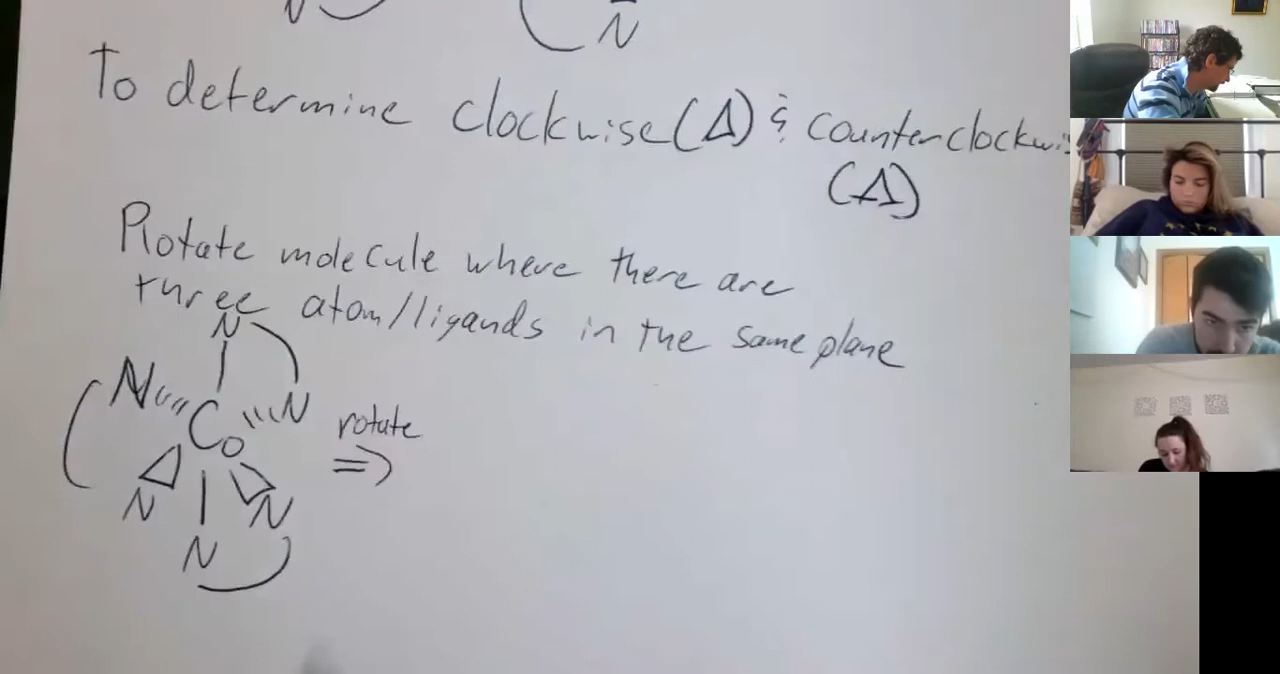 N N
To determine clockwise (Δ) & counterclockwi
(Δ)
Rotate molecule where there are
three atom/ligands in the same plane
N
N Co N rotate
⇒
N N
N